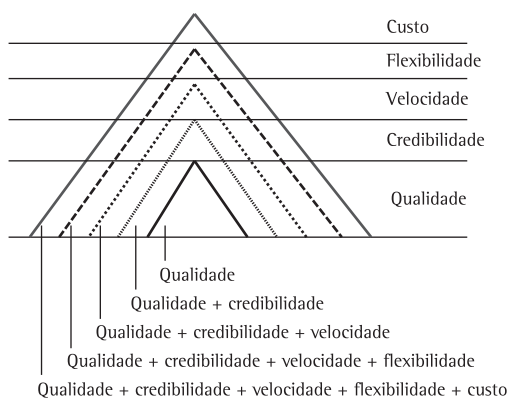 Custo
Flexibilidade
Velocidade
Credibilidade
Qualidade
Qualidade
Qualidade + credibilidade
Qualidade + credibilidade + velocidade
Qualidade + credibilidade + velocidade + flexibilidade
Qualidade + credibilidade + velocidade + flexibilidade + custo